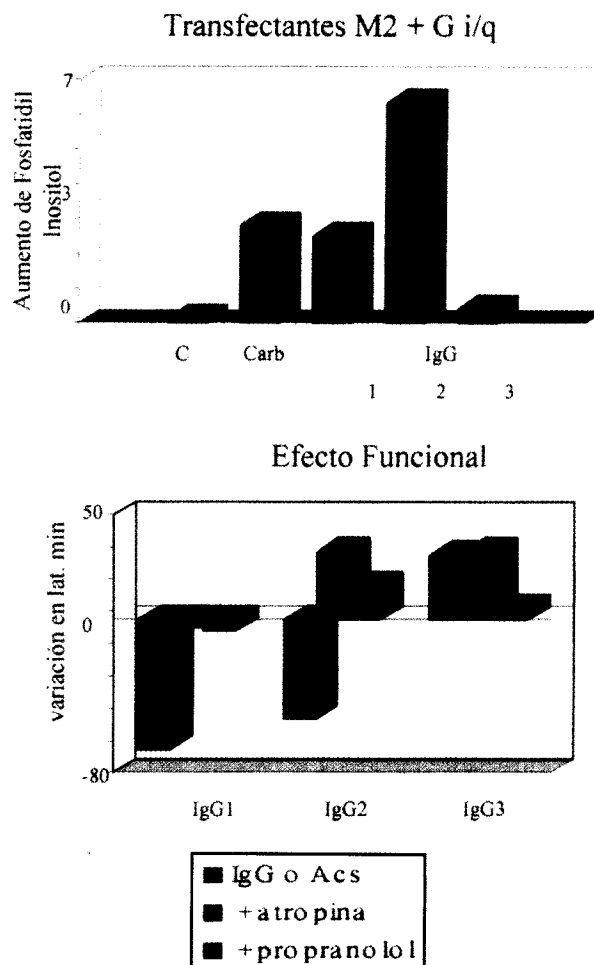 Transfectantes M2 + G i/q
Aumento de Fosfatidil
Inositol
7
3
0
C Carb IgG
1 2 3
Efecto Funcional
variación en lat. min
50
0
-80
IgG1 IgG2 IgG3
IgG o Acs
+atropina
+propranolol